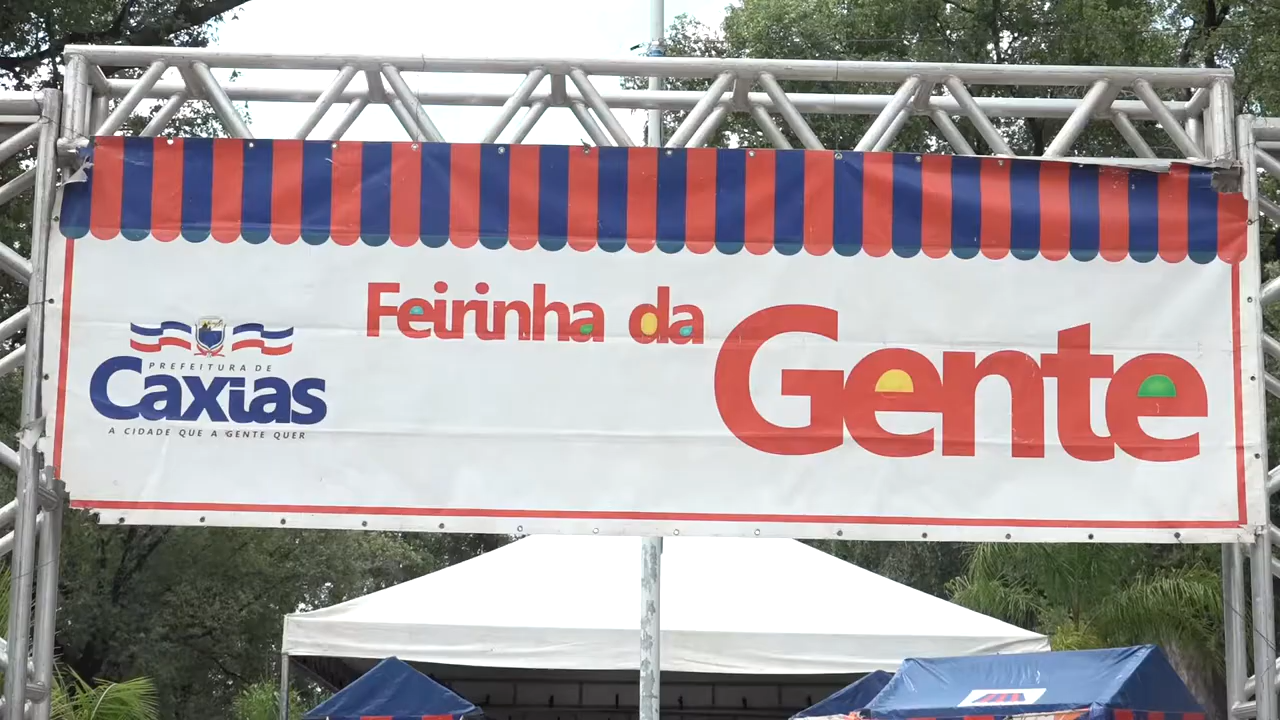 Feirinha da
Gente
PREFEITURA DE
Caxias
A CIDADE QUE A GENTE QUER